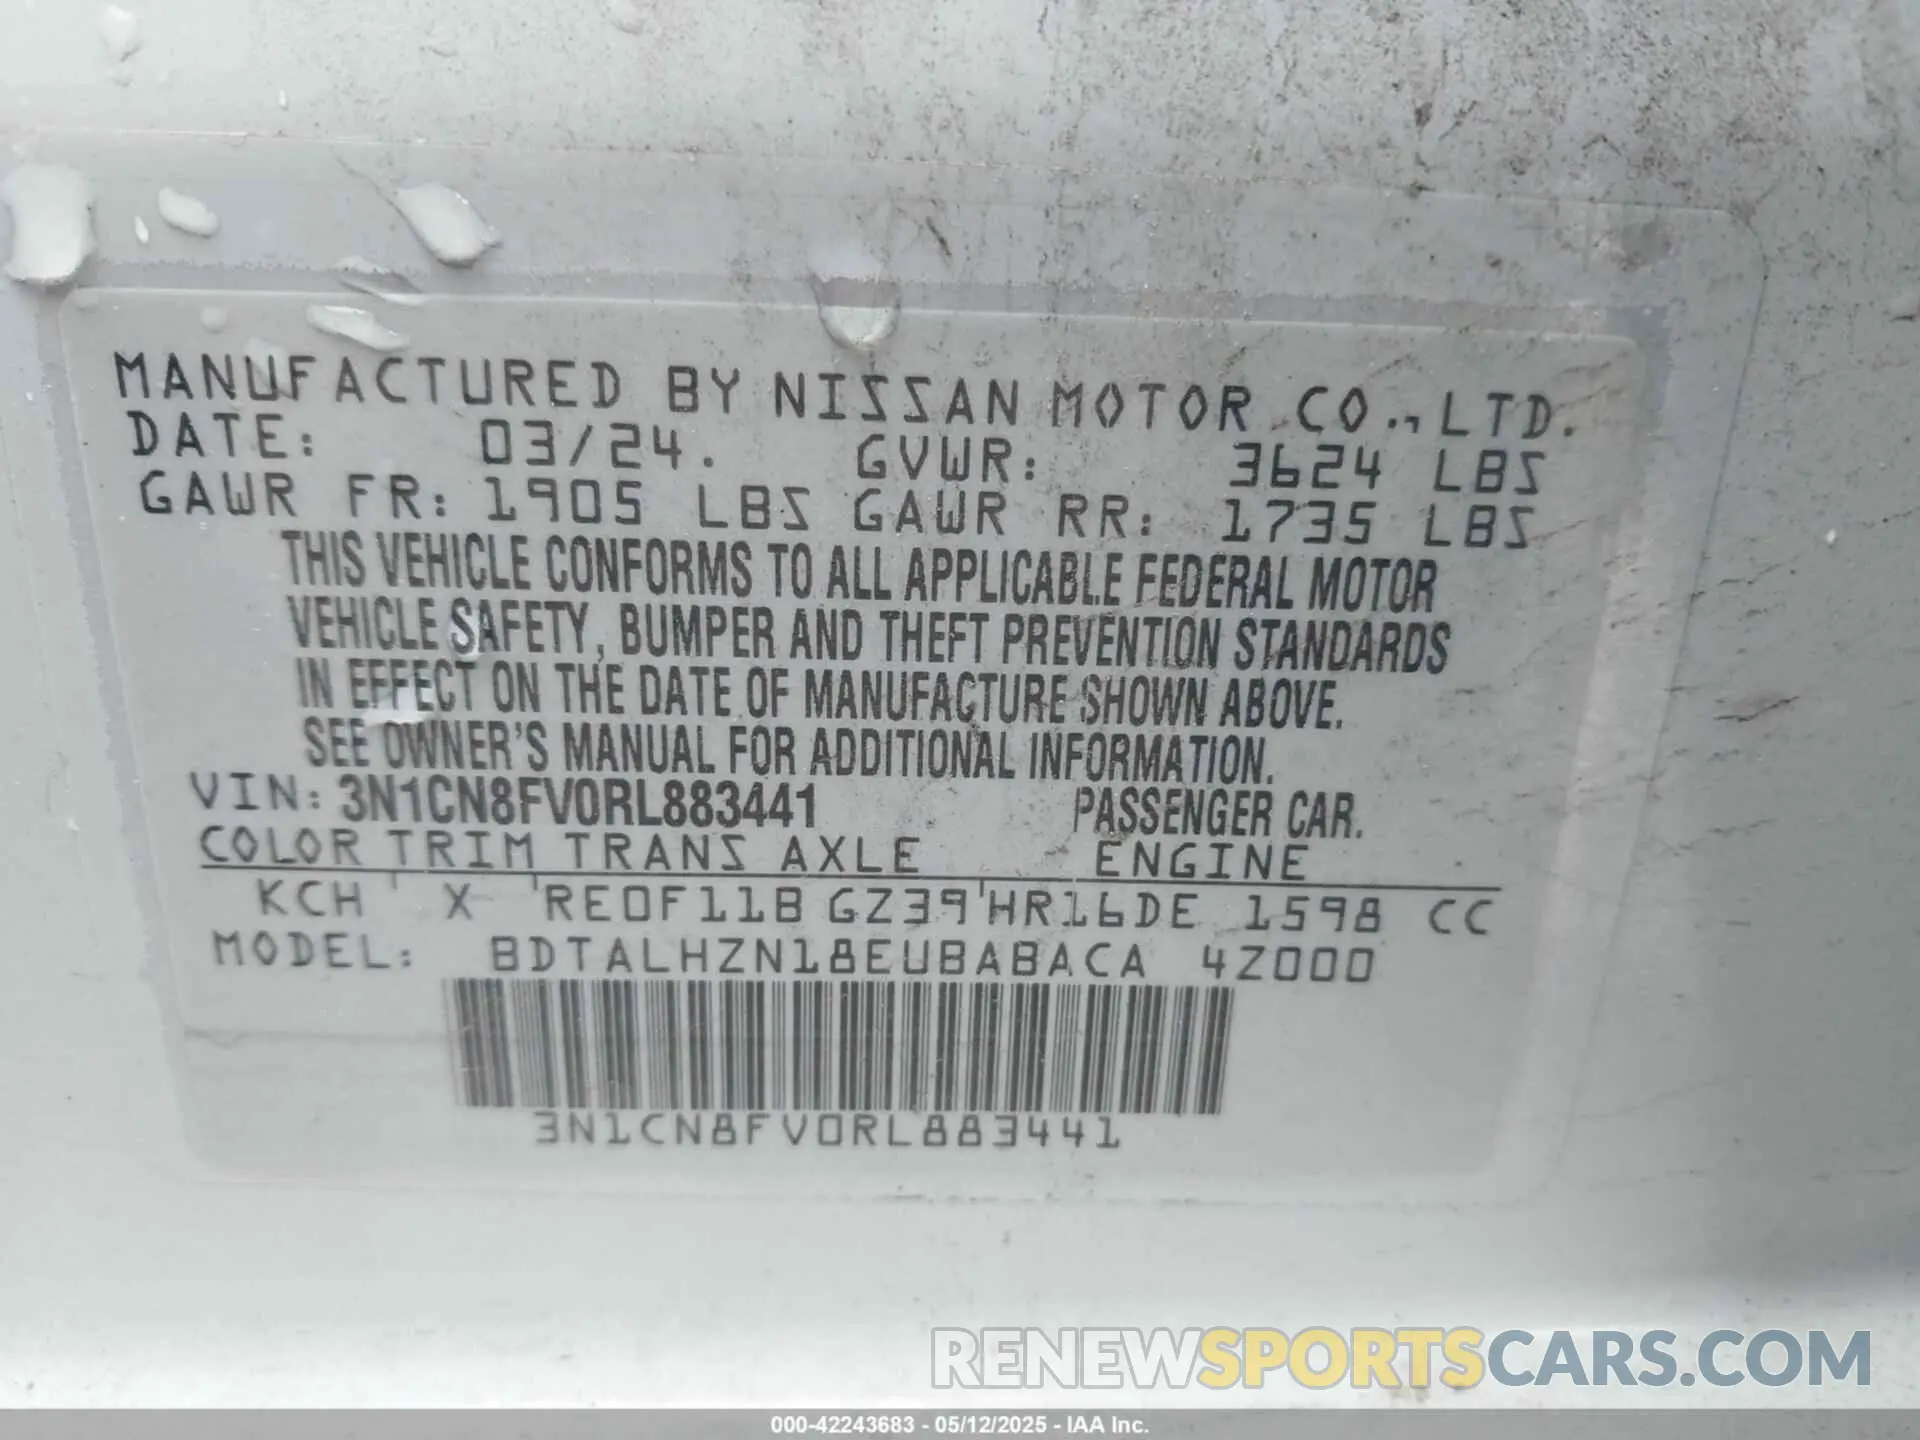 MANUFACTURED BY NISSAN MOTOR CO., LTD.
DATE: 03/24. GVWR: 3624 LBS
GAWR FR: 1905 LBS GAWR RR: 1735 LBS
THIS VEHICLE CONFORMS TO ALL APPLICABLE FEDERAL MOTOR
VEHICLE SAFETY, BUMPER AND THEFT PREVENTION STANDARDS
IN EFFECT ON THE DATE OF MANUFACTURE SHOWN ABOVE.
SEE OWNER'S MANUAL FOR ADDITIONAL INFORMATION.
VIN: 3N1CN8FV0RL883441 PASSENGER CAR.
COLOR TRIM TRANS AXLE ENGINE
KCH X RE0F11B GZ39 HR16DE 1598 CC
MODEL: BDTALHZN18EUBABACA 4Z000
3N1CN8FV0RL883441
RENEWSPORTSCARS.COM
000-42243683 - 05/12/2025 - IAA Inc.